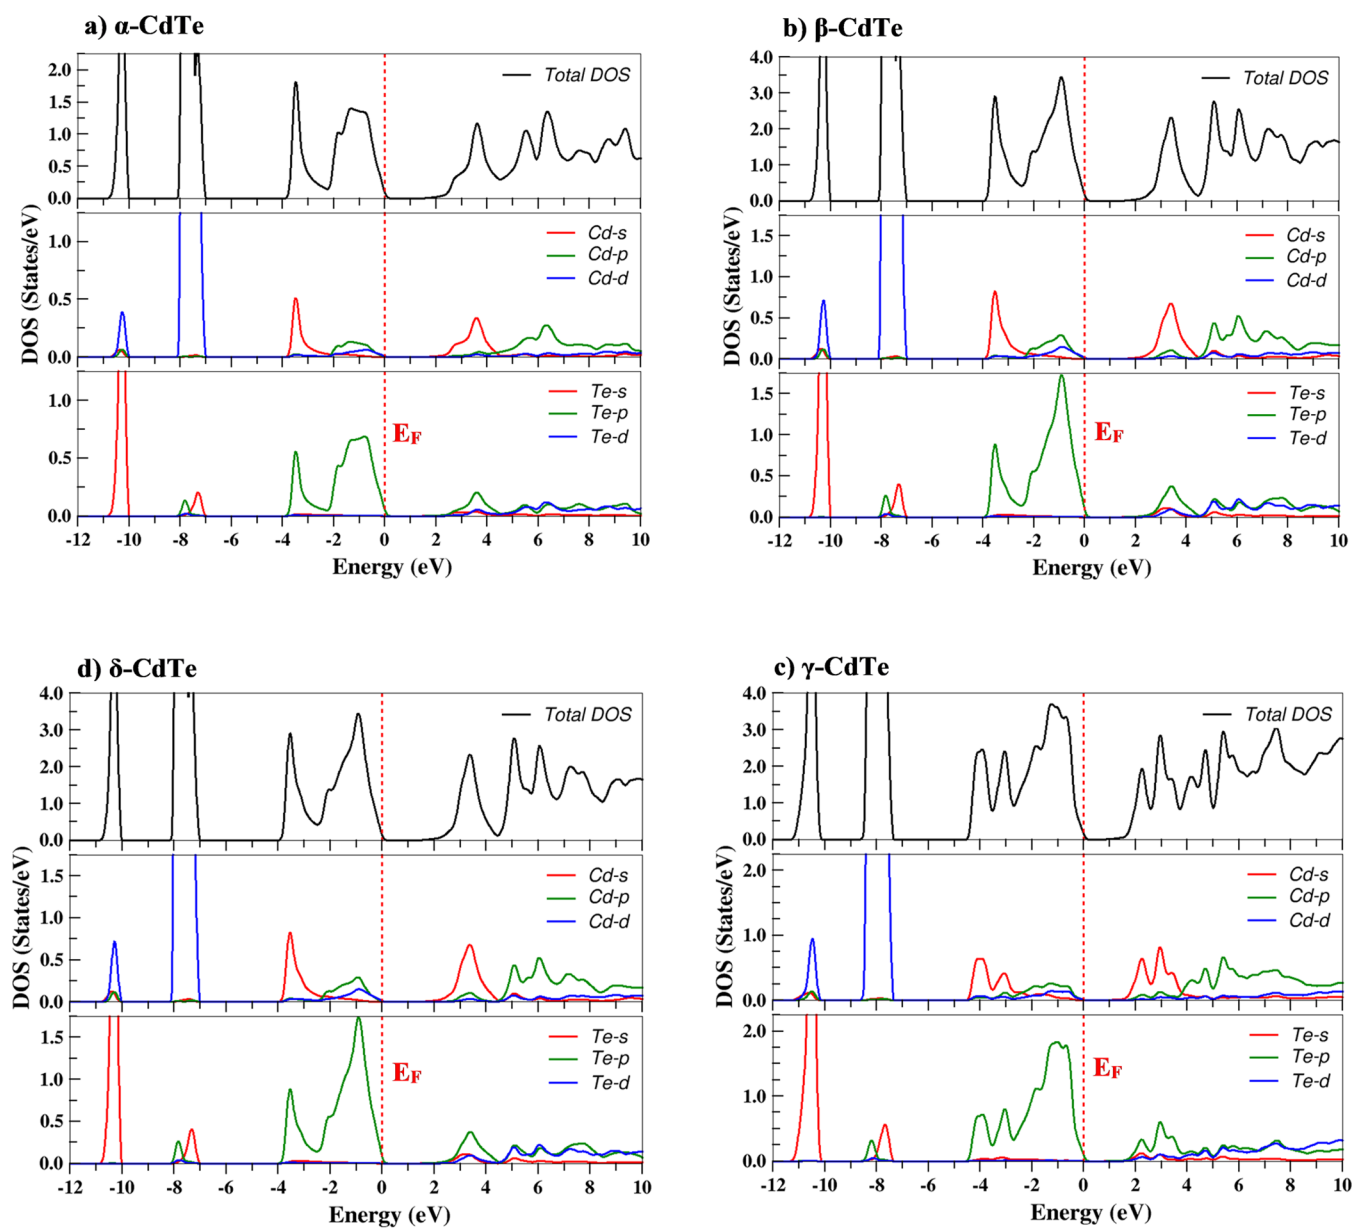 a) α-CdTe
2.0
1.5
1.0
0.5
0.0
Total DOS
1.0
0.5
0.0
Cd-s
Cd-p
Cd-d
1.0
0.5
0.0
Te-s
Te-p
Te-d
E_F
DOS (States/eV)
-12 -10 -8 -6 -4 -2 0 2 4 6 8 10
Energy (eV)
b) β-CdTe
4.0
3.0
2.0
1.0
0.0
Total DOS
1.5
1.0
0.5
0.0
Cd-s
Cd-p
Cd-d
1.5
1.0
0.5
0.0
Te-s
Te-p
Te-d
E_F
DOS (States/eV)
-12 -10 -8 -6 -4 -2 0 2 4 6 8 10
Energy (eV)
d) δ-CdTe
4.0
3.0
2.0
1.0
0.0
Total DOS
1.5
1.0
0.5
0.0
Cd-s
Cd-p
Cd-d
1.5
1.0
0.5
0.0
Te-s
Te-p
Te-d
E_F
DOS (States/eV)
-12 -10 -8 -6 -4 -2 0 2 4 6 8 10
Energy (eV)
c) γ-CdTe
4.0
3.0
2.0
1.0
0.0
Total DOS
2.0
1.0
0.0
Cd-s
Cd-p
Cd-d
2.0
1.0
0.0
Te-s
Te-p
Te-d
E_F
DOS (States/eV)
-12 -10 -8 -6 -4 -2 0 2 4 6 8 10
Energy (eV)